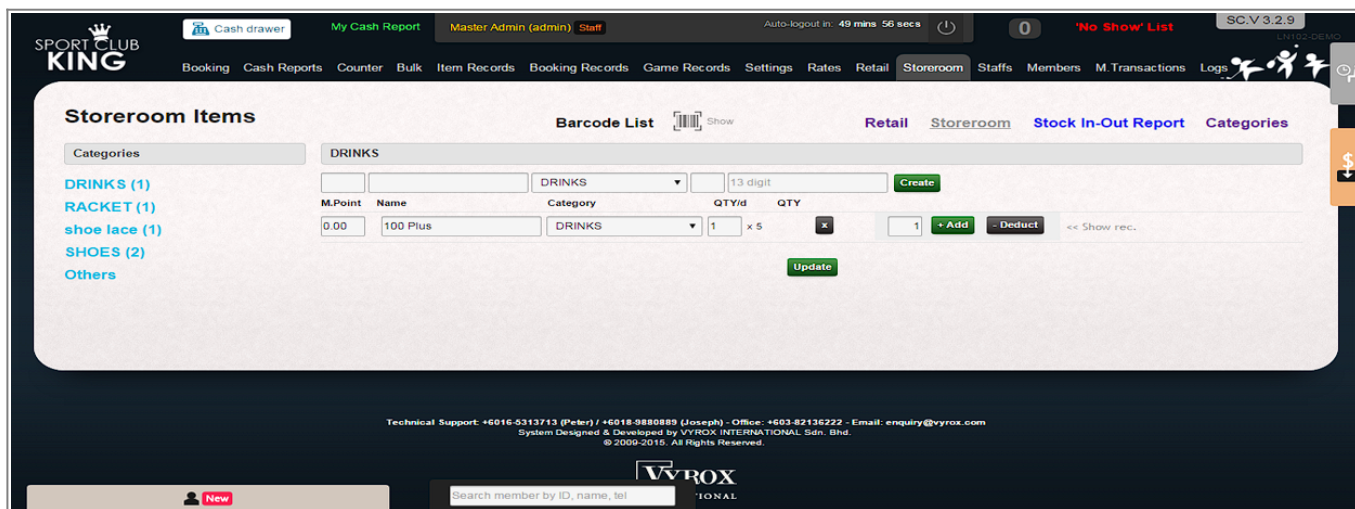 SPORT CLUB
KING
Cash drawer
My Cash Report
Master Admin (admin) Staff
Auto-logout in: 49 mins 56 secs
0
'No Show' List
SC.V 3.2.9
LN102-DEMO
Booking Cash Reports Counter Bulk Item Records Booking Records Game Records Settings Rates Retail Storeroom Staffs Members M.Transactions Logs
Storeroom Items
Barcode List Show
Retail Storeroom Stock In-Out Report Categories
Categories
DRINKS (1)
RACKET (1)
shoe lace (1)
SHOES (2)
Others
DRINKS
DRINKS 13 digit Create
M.Point Name Category QTY/d QTY
0.00 100 Plus DRINKS 1 x 5 x 1 + Add - Deduct << Show rec.
Update
$
Technical Support: +6016-5313713 (Peter) / +6018-9880889 (Joseph) - Office: +603-82136222 - Email: enquiry@vyrox.com
System Designed & Developed by VYROX INTERNATIONAL Sdn. Bhd.
© 2009-2015. All Rights Reserved.
VYROX
New
Search member by ID, name, tel